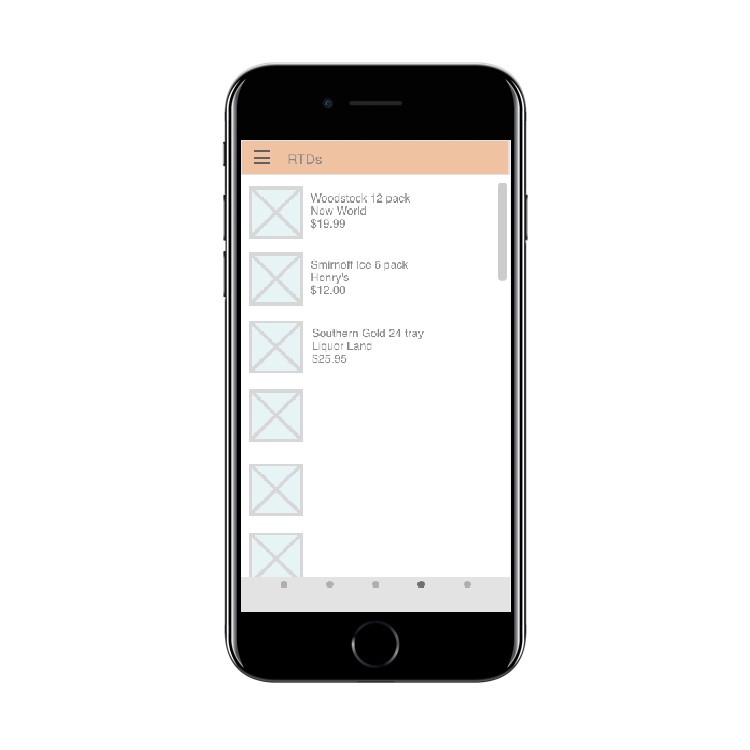 RTDs
Woodstock 12 pack
New World
$19.99
Smirnoff Ice 6 pack
Henry's
$12.00
Southern Gold 24 tray
Liquor Land
$25.95